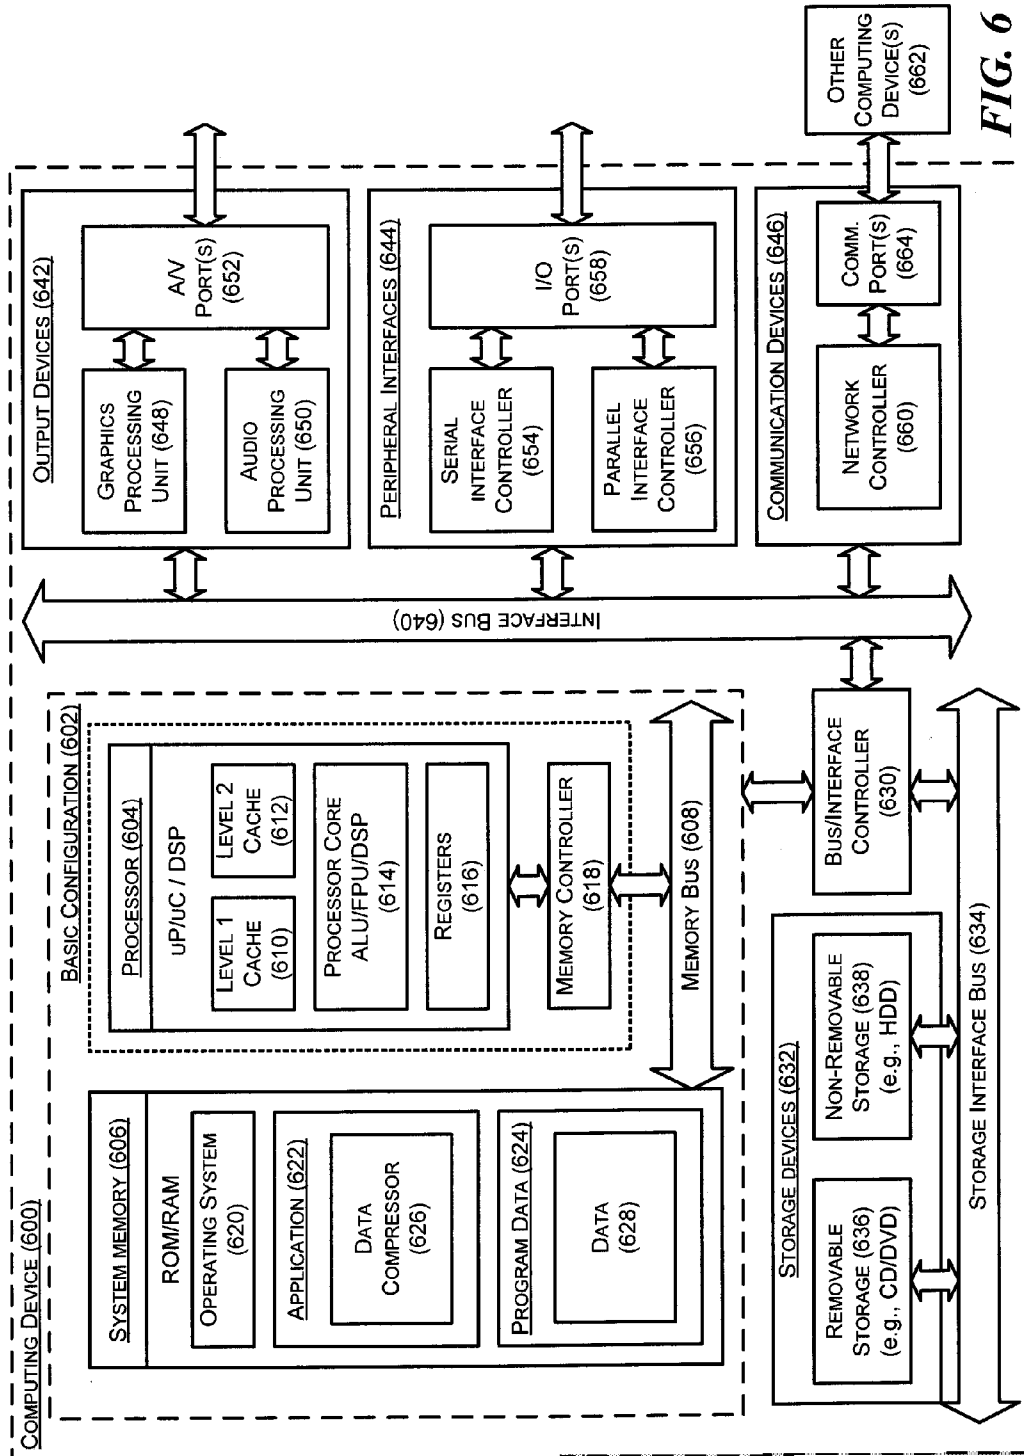 COMPUTING DEVICE (600)
BASIC CONFIGURATION (602)
SYSTEM MEMORY (606)
ROM/RAM
OPERATING SYSTEM
(620)
APPLICATION (622)
DATA
COMPRESSOR
(626)
PROGRAM DATA (624)
DATA
(628)
PROCESSOR (604)
uP/uC / DSP
LEVEL 1
CACHE
(610)
LEVEL 2
CACHE
(612)
PROCESSOR CORE
ALU/FPU/DSP
(614)
REGISTERS
(616)
MEMORY CONTROLLER
(618)
MEMORY BUS (608)
STORAGE DEVICES (632)
REMOVABLE
STORAGE (636)
(e.g., CD/DVD)
NON-REMOVABLE
STORAGE (638)
(e.g., HDD)
BUS/INTERFACE
CONTROLLER
(630)
STORAGE INTERFACE BUS (634)
INTERFACE BUS (640)
OUTPUT DEVICES (642)
GRAPHICS
PROCESSING
UNIT (648)
AUDIO
PROCESSING
UNIT (650)
A/V
PORT(S)
(652)
PERIPHERAL INTERFACES (644)
SERIAL
INTERFACE
CONTROLLER
(654)
PARALLEL
INTERFACE
CONTROLLER
(656)
I/O
PORT(S)
(658)
COMMUNICATION DEVICES (646)
NETWORK
CONTROLLER
(660)
COMM.
PORT(S)
(664)
OTHER
COMPUTING
DEVICE(S)
(662)
FIG. 6